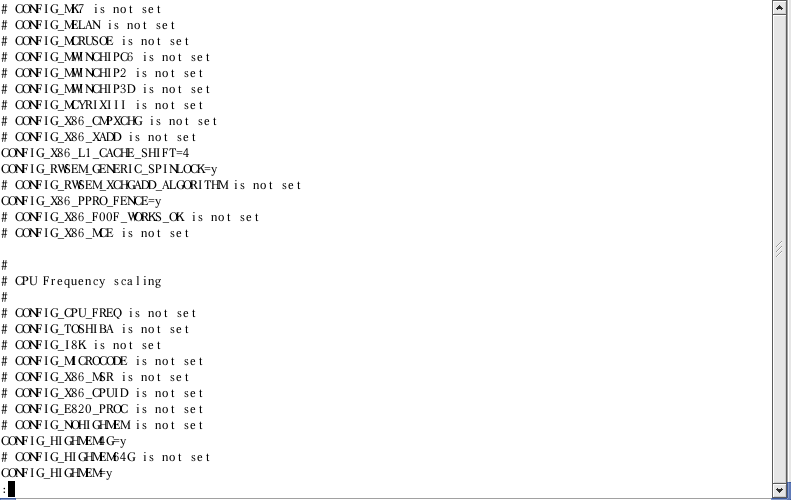 # CONFIG_MK7 is not set
# CONFIG_MELAN is not set
# CONFIG_MCRUSOE is not set
# CONFIG_MWINCHIPC6 is not set
# CONFIG_MWINCHIP2 is not set
# CONFIG_MWINCHIP3D is not set
# CONFIG_MCYRIXIII is not set
# CONFIG_X86_CMPXCHG is not set
# CONFIG_X86_XADD is not set
CONFIG_X86_L1_CACHE_SHIFT=4
CONFIG_RWSEM_GENERIC_SPINLOCK=y
# CONFIG_RWSEM_XCHGADD_ALGORITHM is not set
CONFIG_X86_PPRO_FENCE=y
# CONFIG_X86_F00F_WORKS_OK is not set
# CONFIG_X86_MCE is not set
#
# CPU Frequency scaling
#
# CONFIG_CPU_FREQ is not set
# CONFIG_TOSHIBA is not set
# CONFIG_I8K is not set
# CONFIG_MICROCODE is not set
# CONFIG_X86_MSR is not set
# CONFIG_X86_CPUID is not set
# CONFIG_E820_PROC is not set
# CONFIG_NOHIGHMEM is not set
CONFIG_HIGHMEM4G=y
# CONFIG_HIGHMEM64G is not set
CONFIG_HIGHMEM=y
: